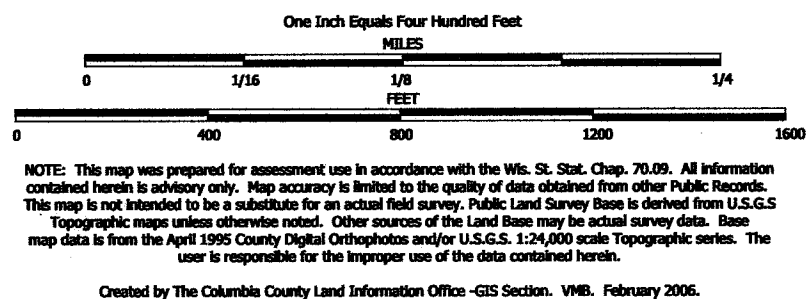 One Inch Equals Four Hundred Feet
MILES
0 1/16 1/8 1/4
FEET
0 400 800 1200 1600
NOTE: This map was prepared for assessment use in accordance with the Wis. St. Stat. Chap. 70.09. All information
contained herein is advisory only. Map accuracy is limited to the quality of data obtained from other Public Records.
This map is not intended to be a substitute for an actual field survey. Public Land Survey Base is derived from U.S.G.S
Topographic maps unless otherwise noted. Other sources of the Land Base may be actual survey data. Base
map data is from the April 1995 County Digital Orthophotos and/or U.S.G.S. 1:24,000 scale Topographic series. The
user is responsible for the improper use of the data contained herein.
Created by The Columbia County Land Information Office -GIS Section. VMB. February 2006.